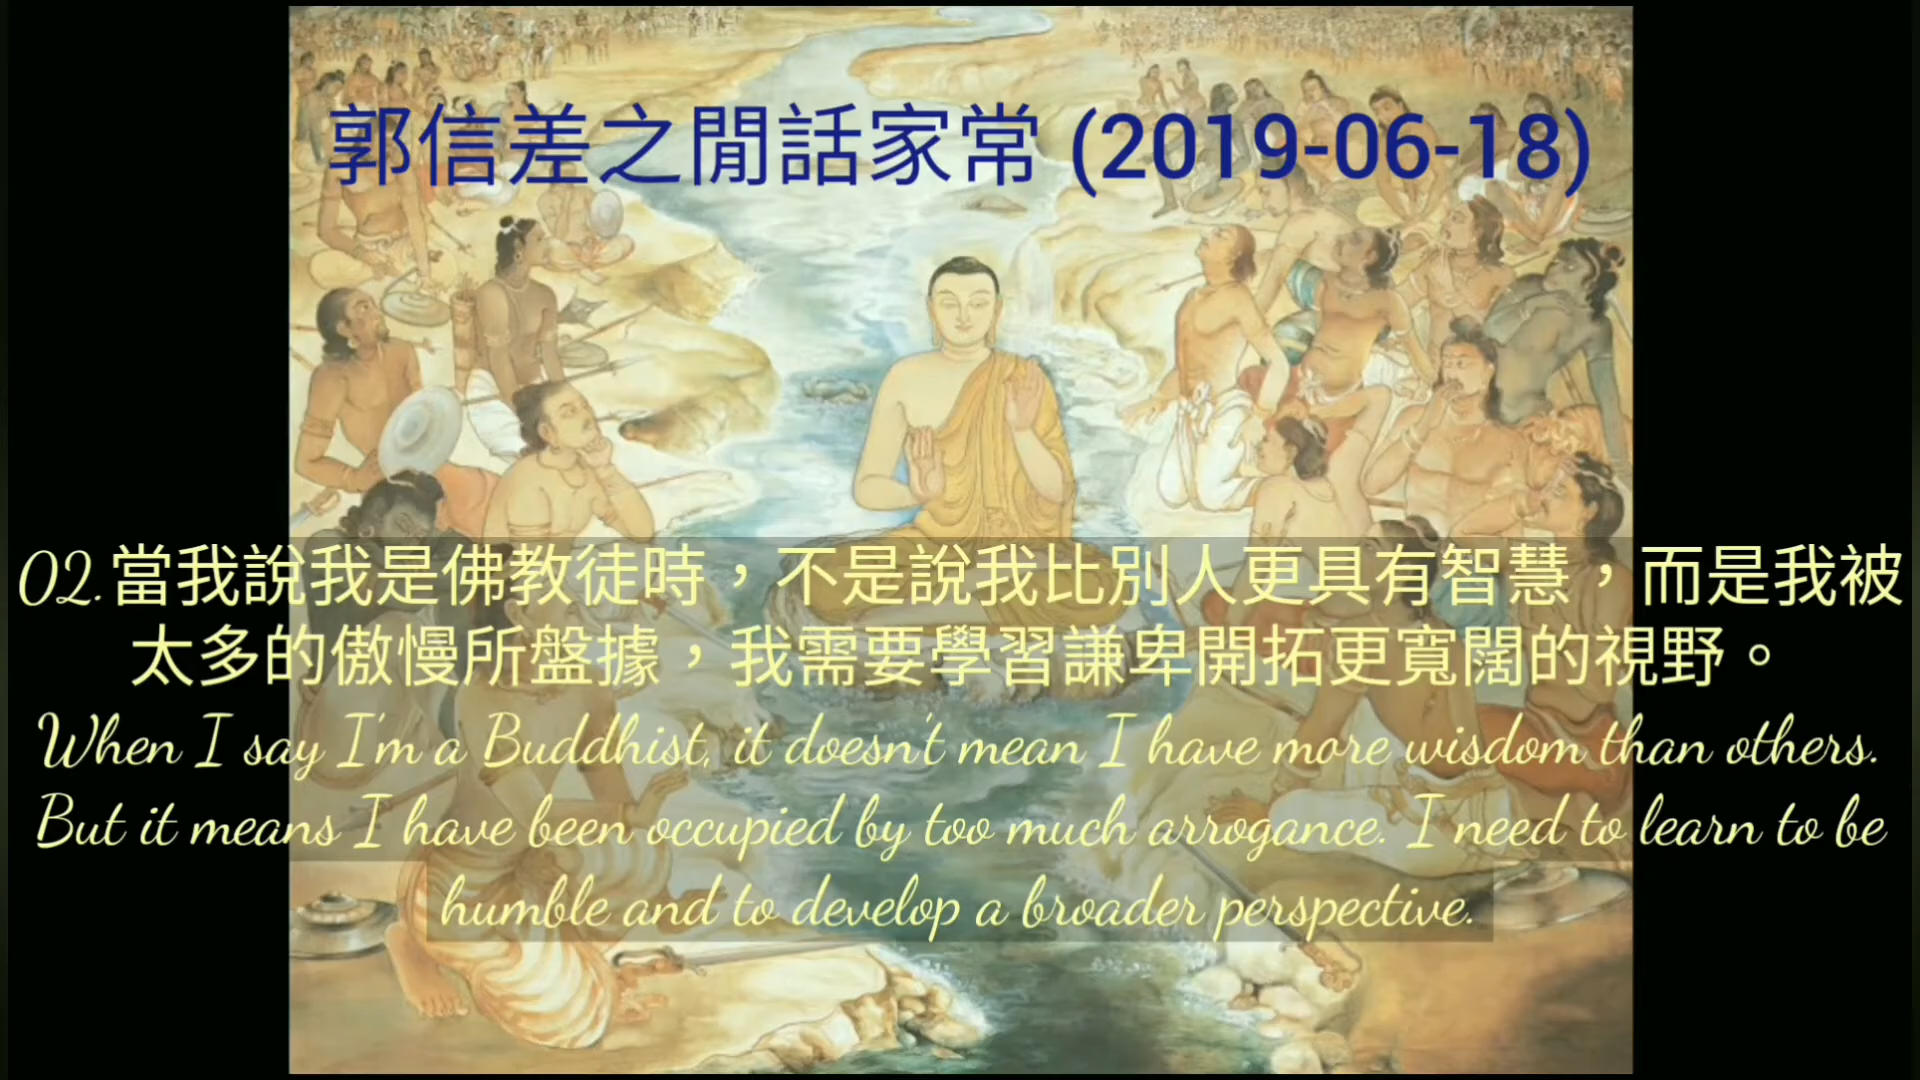 郭信差之閒話家常 (2019-06-18)
02.當我說我是佛教徒時，不是說我比別人更具有智慧，而是我被
太多的傲慢所盤據，我需要學習謙卑開拓更寬闊的視野。
When I say I'm a Buddhist, it doesn't mean I have more wisdom than others.
But it means I have been occupied by too much arrogance. I need to learn to be
humble and to develop a broader perspective.